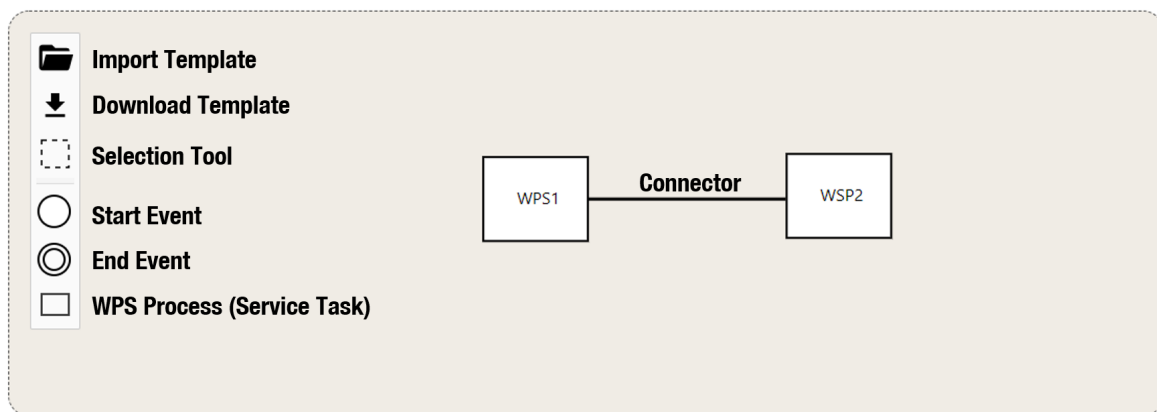 Import Template
Download Template
Selection Tool
Start Event
End Event
WPS Process (Service Task)
WPS1
Connector
WSP2